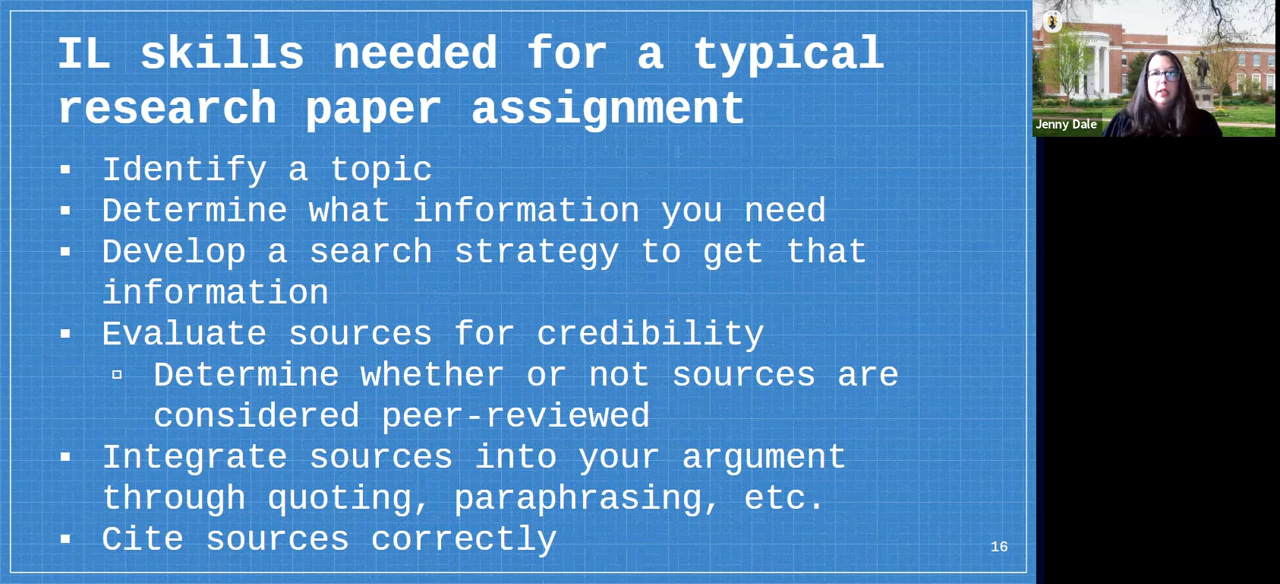 IL skills needed for a typical
research paper assignment
▪ Identify a topic
▪ Determine what information you need
▪ Develop a search strategy to get that
information
▪ Evaluate sources for credibility
▫ Determine whether or not sources are
considered peer-reviewed
▪ Integrate sources into your argument
through quoting, paraphrasing, etc.
▪ Cite sources correctly
16
Jenny Dale